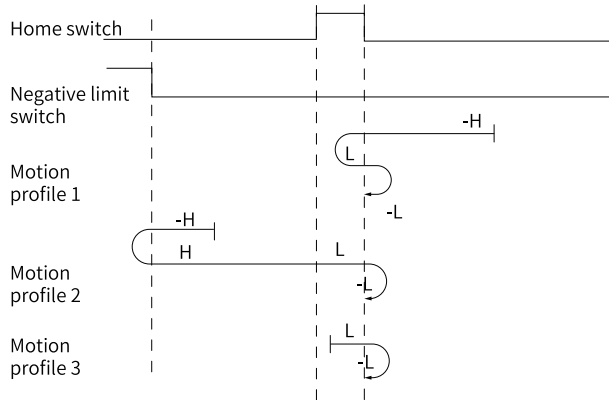 Home switch
Negative limit
switch
-H
L
Motion
profile 1
-L
-H
H
L
Motion
profile 2
-L
L
Motion
profile 3
-L